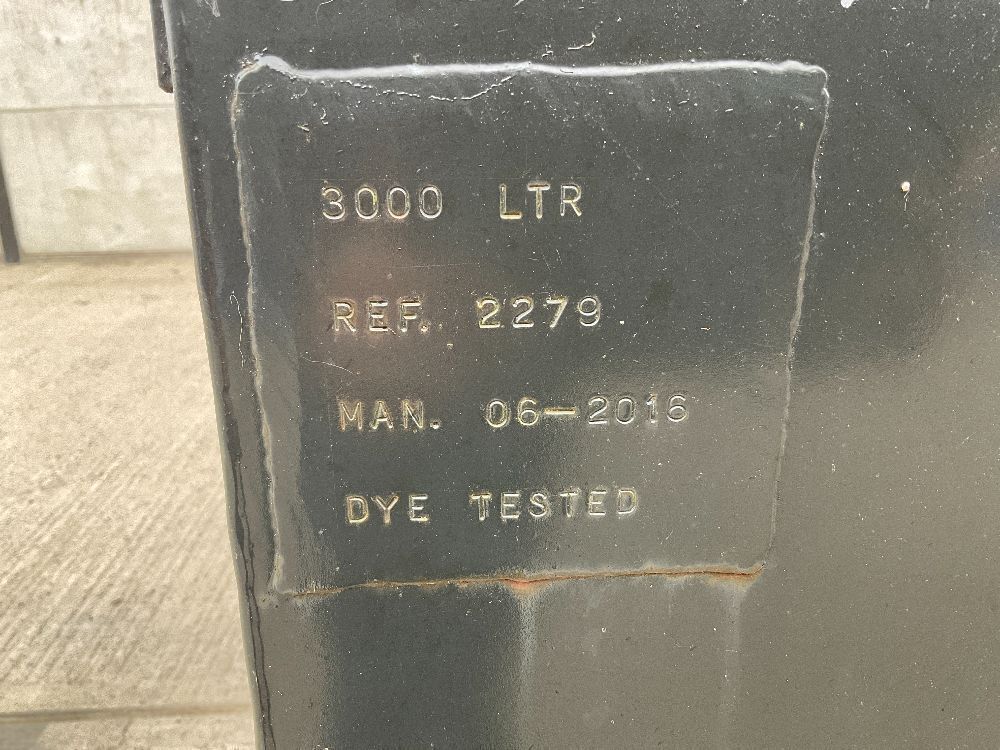 3000 LTR
REF. 2279
MAN. 06-2016
DYE TESTED